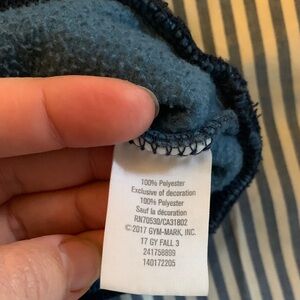 100% Polyester
Exclusive of decoration
100% Polyester
Sauf la décoration
RN70530/CA31802
©2017 GYM-MARK, INC.
17 GY FALL 3
241758899
140172205